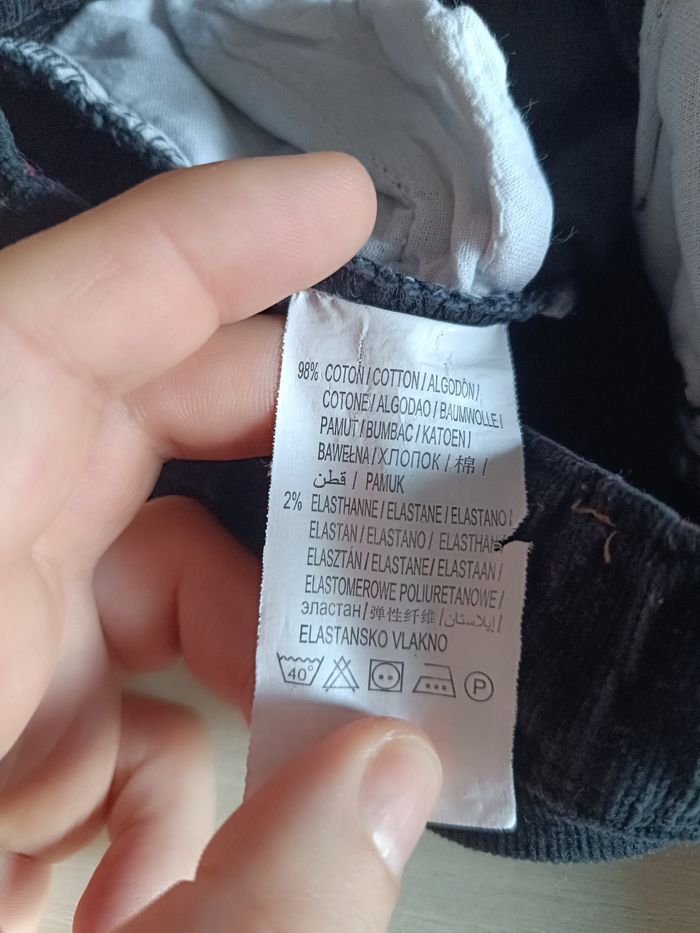 98% COTON / COTTON / ALGODÓN /
COTONE / ALGODAO / BAUMWOLLE /
PAMUT / BUMBAC / KATOEN /
BAWEŁNA / ХЛОПОК / 棉 /
قطن / PAMUK
2% ELASTHANNE / ELASTANE / ELASTANO /
ELASTAN / ELASTANO / ELASTHAN
ELASZTÁN / ELASTANE / ELASTAAN /
ELASTOMEROWE POLIURETANOWE /
эластан / 弹性纤维 / إيلاستان /
ELASTANSKO VLAKNO
40° P